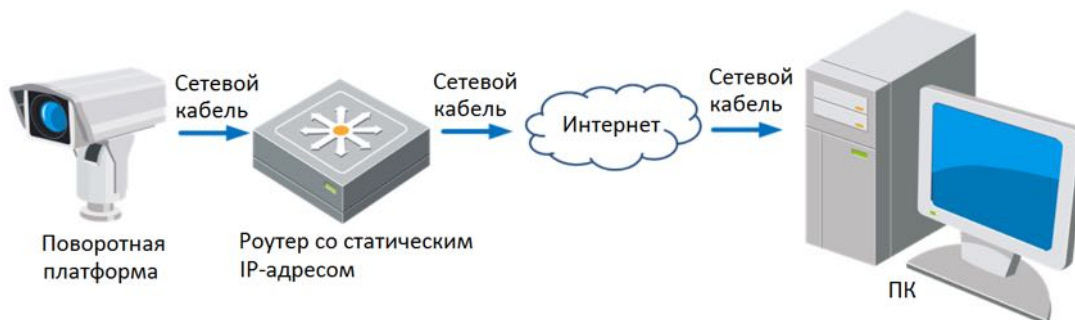 Сетевой
кабель
Сетевой
кабель
Интернет
Сетевой
кабель
Поворотная
платформа
Роутер со статическим
IP-адресом
ПК